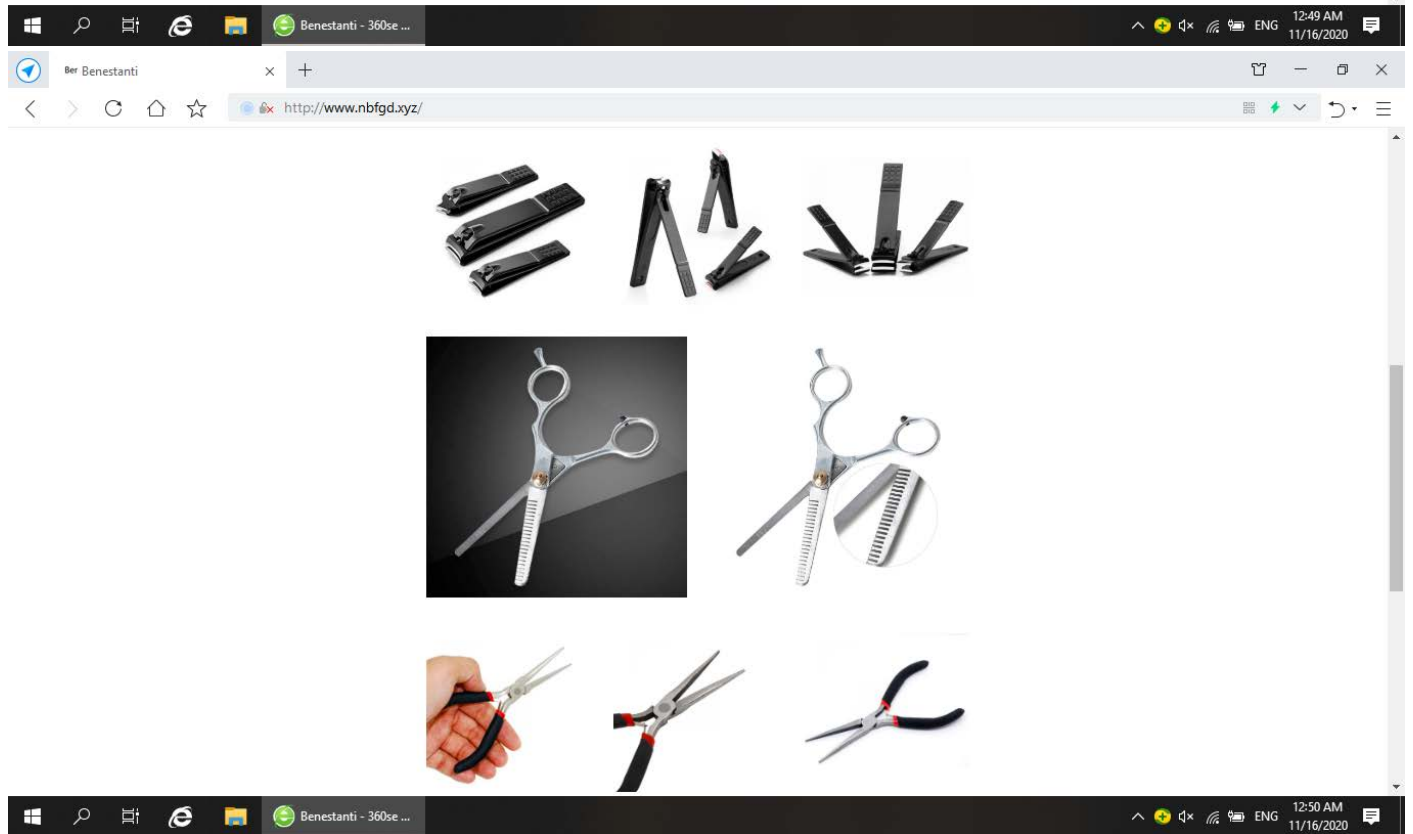 Benestanti - 360se ...
ENG
12:49 AM
11/16/2020
Ber Benestanti
http://www.nbfgd.xyz/
Benestanti - 360se ...
ENG
12:50 AM
11/16/2020